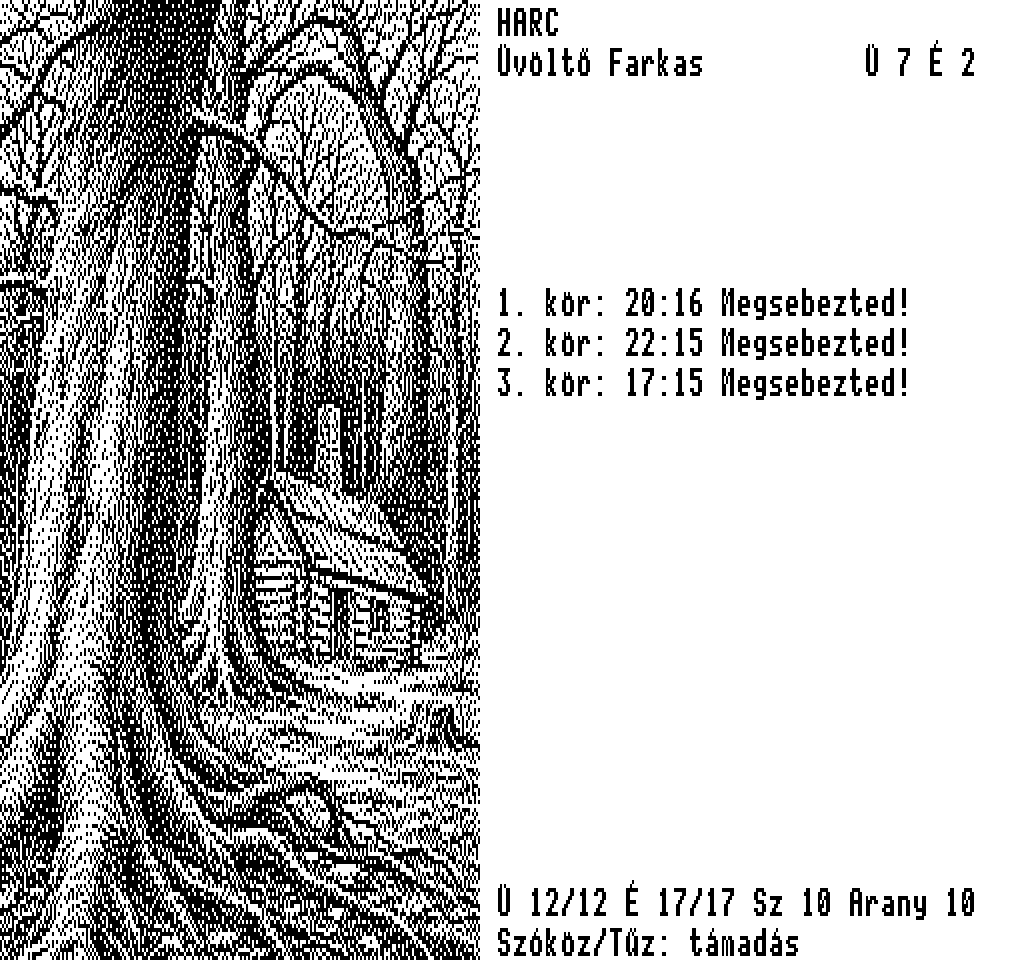 HARC
Üvöltő Farkas Ü 7 É 2
1. kör: 20:16 Megsebezted!
2. kör: 22:15 Megsebezted!
3. kör: 17:15 Megsebezted!
Ü 12/12 É 17/17 Sz 10 Arany 10
Szóköz/Tűz: támadás